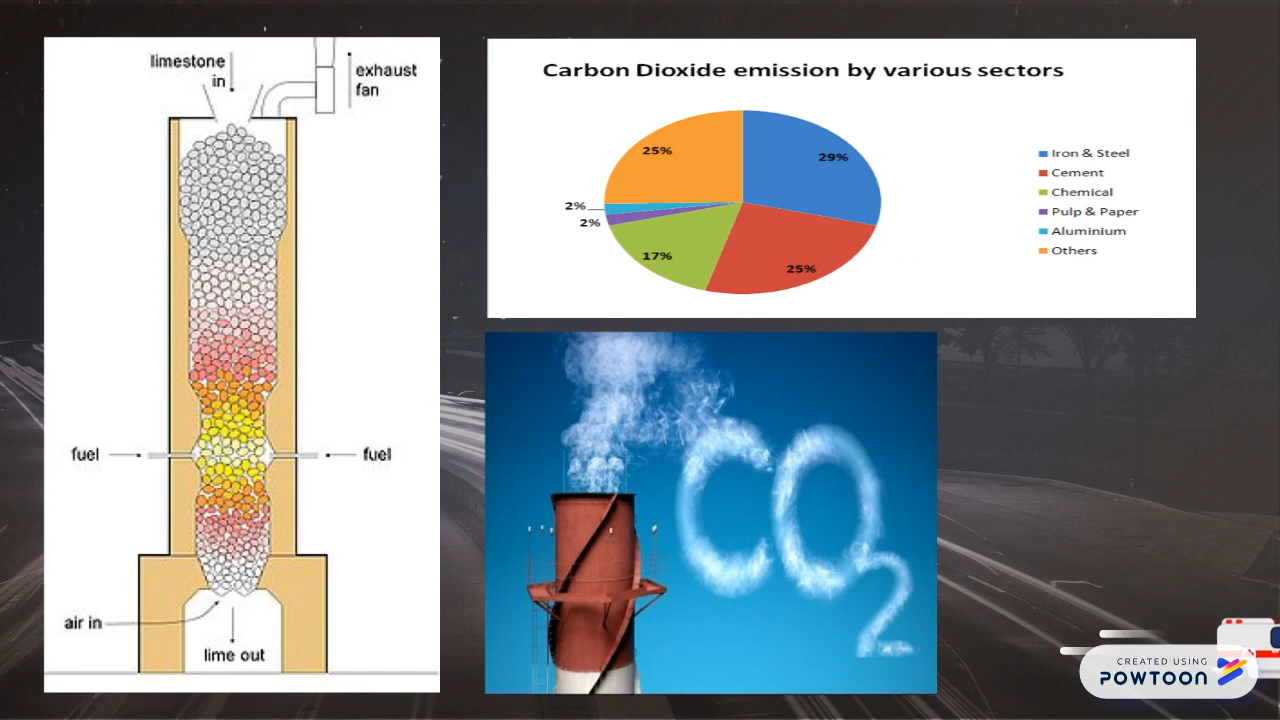 limestone
in
exhaust
fan
fuel
fuel
air in
lime out
Carbon Dioxide emission by various sectors
25%
29%
2%
2%
17%
25%
Iron & Steel
Cement
Chemical
Pulp & Paper
Aluminium
Others
CO2
CREATED USING
POWTOON